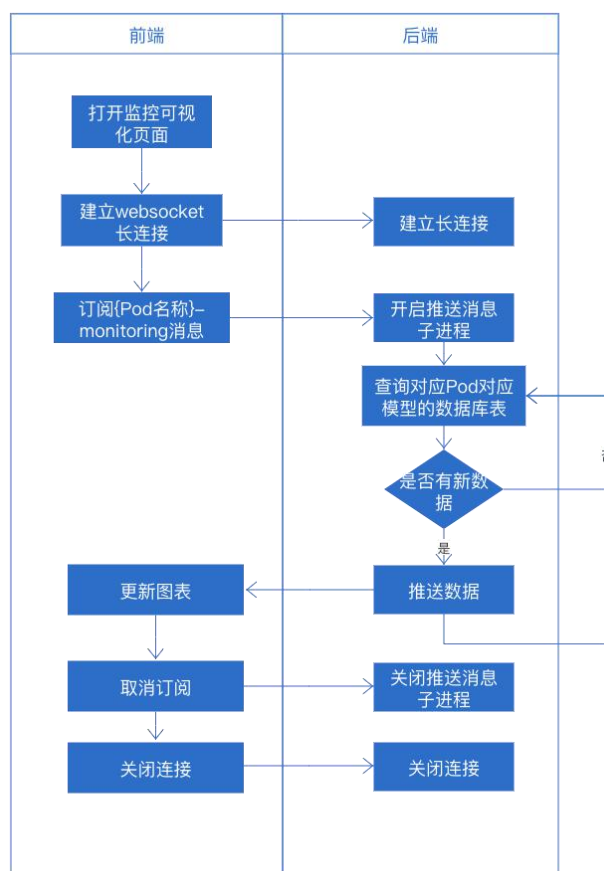 前端
后端
打开监控可视
化页面
建立websocket
长连接
建立长连接
订阅{Pod名称}-
monitoring消息
开启推送消息
子进程
查询对应Pod对应
模型的数据库表
是否有新数
据
是
更新图表
推送数据
取消订阅
关闭推送消息
子进程
关闭连接
关闭连接